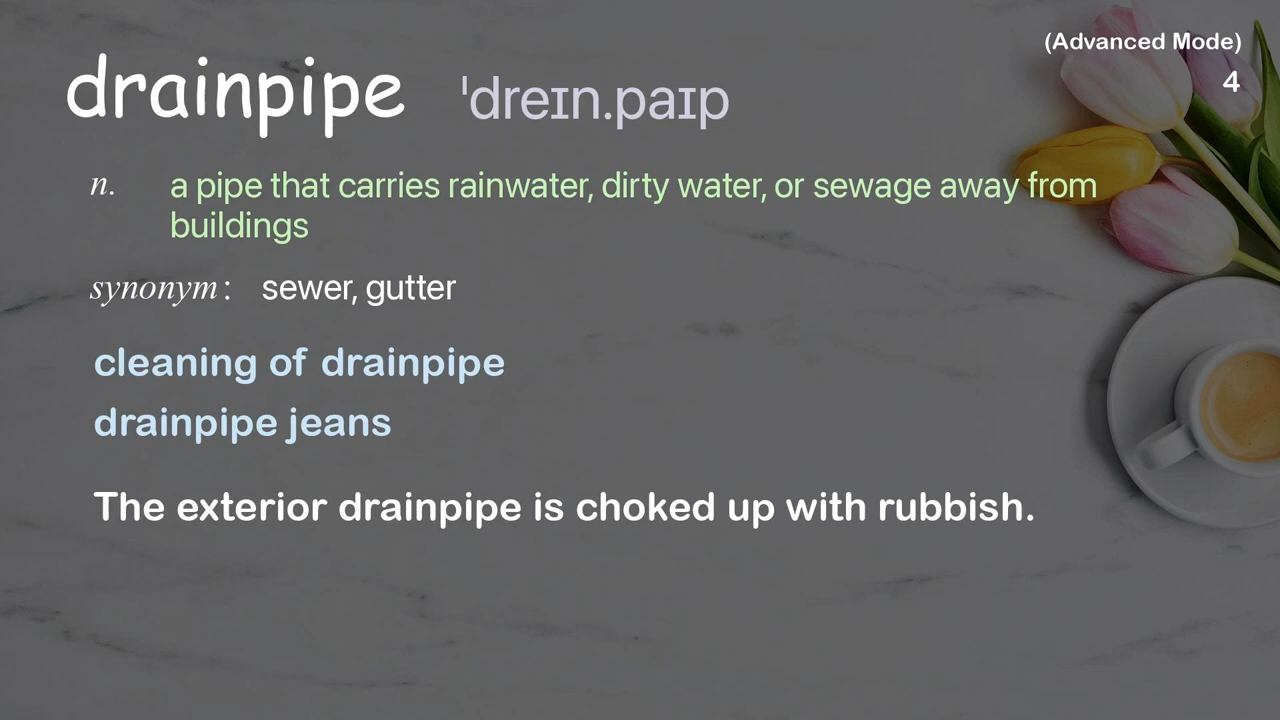 (Advanced Mode)
4
drainpipe ˈdreɪn.paɪp
n. a pipe that carries rainwater, dirty water, or sewage away from
buildings
synonym: sewer, gutter
cleaning of drainpipe
drainpipe jeans
The exterior drainpipe is choked up with rubbish.